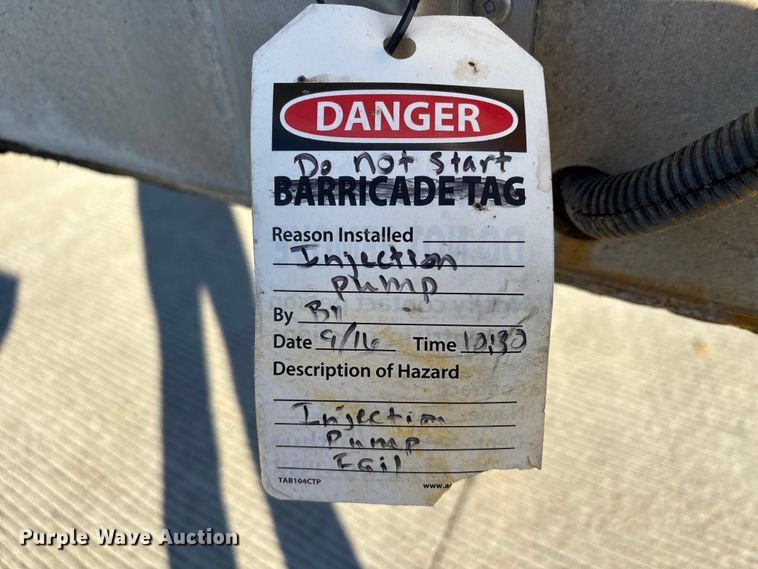 DANGER
Do not start
BARRICADE TAG
Reason Installed
Injection
pump
By
Date 9/16 Time 10:30
Description of Hazard
Injection
Pump
Fail
TAB104CTP
Purple Wave Auction